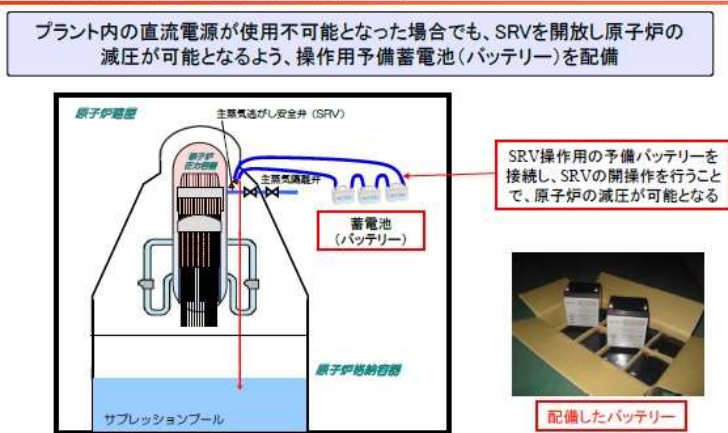 プラント内の直流電源が使用不可能となった場合でも、SRVを開放し原子炉の
減圧が可能となるよう、操作用予備蓄電池(バッテリー)を配備
原子炉建屋
主蒸気逃がし安全弁（SRV）
原子炉
圧力容器
主蒸気隔離弁
蓄電池
(バッテリー)
SRV操作用の予備バッテリーを
接続し、SRVの開操作を行うこと
で、原子炉の減圧が可能となる
原子炉格納容器
サプレッションプール
配備したバッテリー